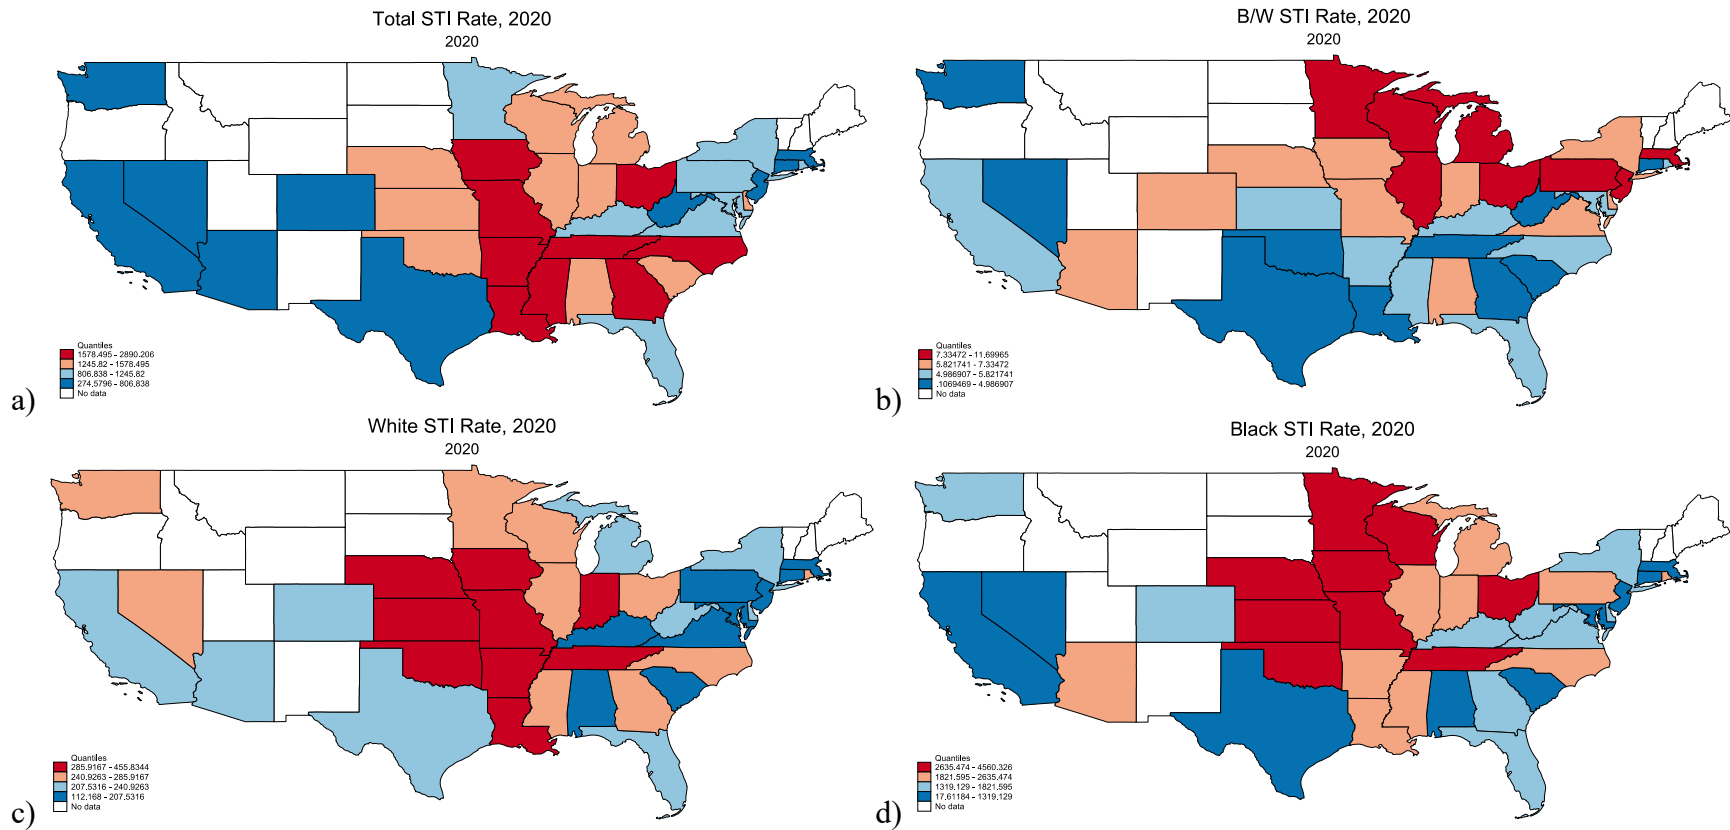 Total STI Rate, 2020
2020
Quantiles
1578.495 - 2890.206
1245.82 - 1578.495
806.838 - 1245.82
274.5796 - 806.838
No data
a)
B/W STI Rate, 2020
2020
Quantiles
7.33472 - 11.69965
5.821741 - 7.33472
4.986907 - 5.821741
.1069469 - 4.986907
No data
b)
White STI Rate, 2020
2020
Quantiles
285.9167 - 455.8344
240.9263 - 285.9167
207.5316 - 240.9263
112.168 - 207.5316
No data
c)
Black STI Rate, 2020
2020
Quantiles
2635.474 - 4560.326
1821.595 - 2635.474
1319.129 - 1821.595
17.61184 - 1319.129
No data
d)